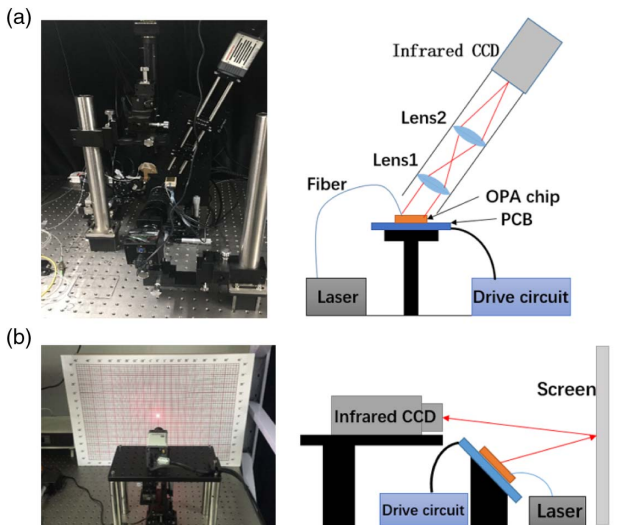 (a)
Infrared CCD
Lens2
Lens1
Fiber
OPA chip
PCB
Laser
Drive circuit
(b)
Screen
Infrared CCD
Drive circuit
Laser